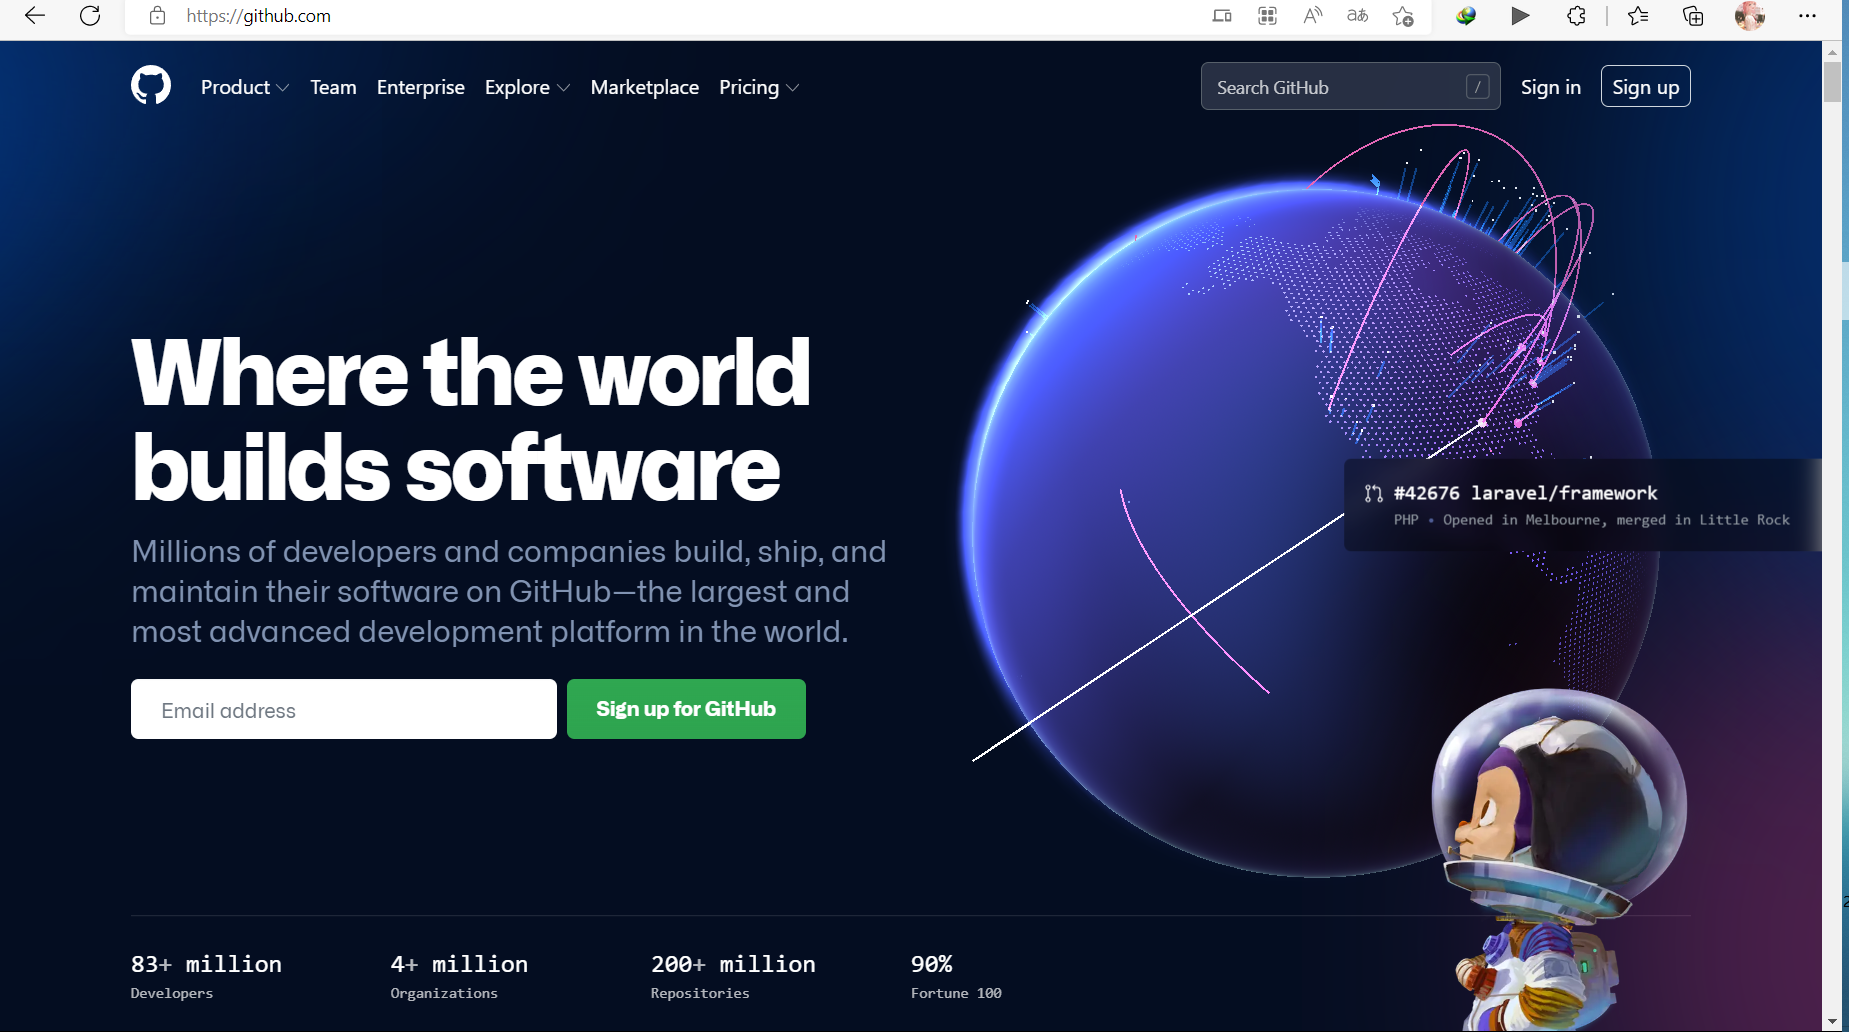 https://github.com
Product Team Enterprise Explore Marketplace Pricing
Search GitHub /
Sign in Sign up
Where the world
builds software
Millions of developers and companies build, ship, and
maintain their software on GitHub—the largest and
most advanced development platform in the world.
Email address
Sign up for GitHub
#42676 laravel/framework
PHP • Opened in Melbourne, merged in Little Rock
83+ million
Developers
4+ million
Organizations
200+ million
Repositories
90%
Fortune 100